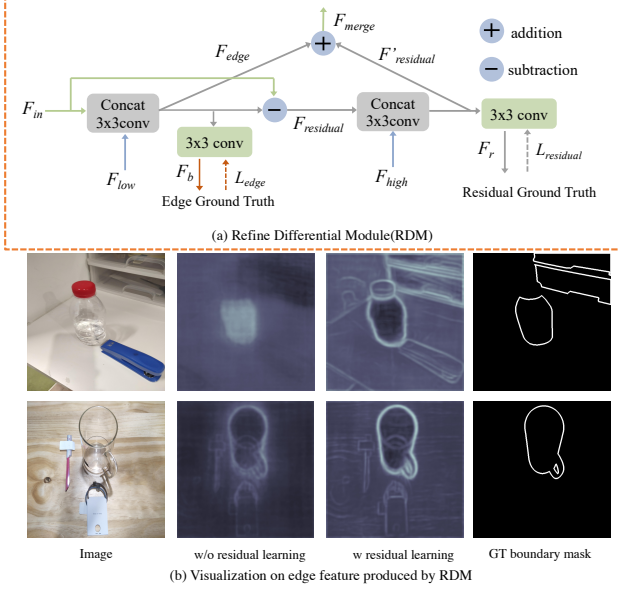 F_merge
+
+ addition
F_edge
F'_residual
− subtraction
F_in
Concat
3x3conv
−
F_residual
Concat
3x3conv
3x3 conv
3x3 conv
F_low
F_b
L_edge
F_high
F_r
L_residual
Edge Ground Truth
Residual Ground Truth
(a) Refine Differential Module(RDM)
Image
w/o residual learning
w residual learning
GT boundary mask
(b) Visualization on edge feature produced by RDM